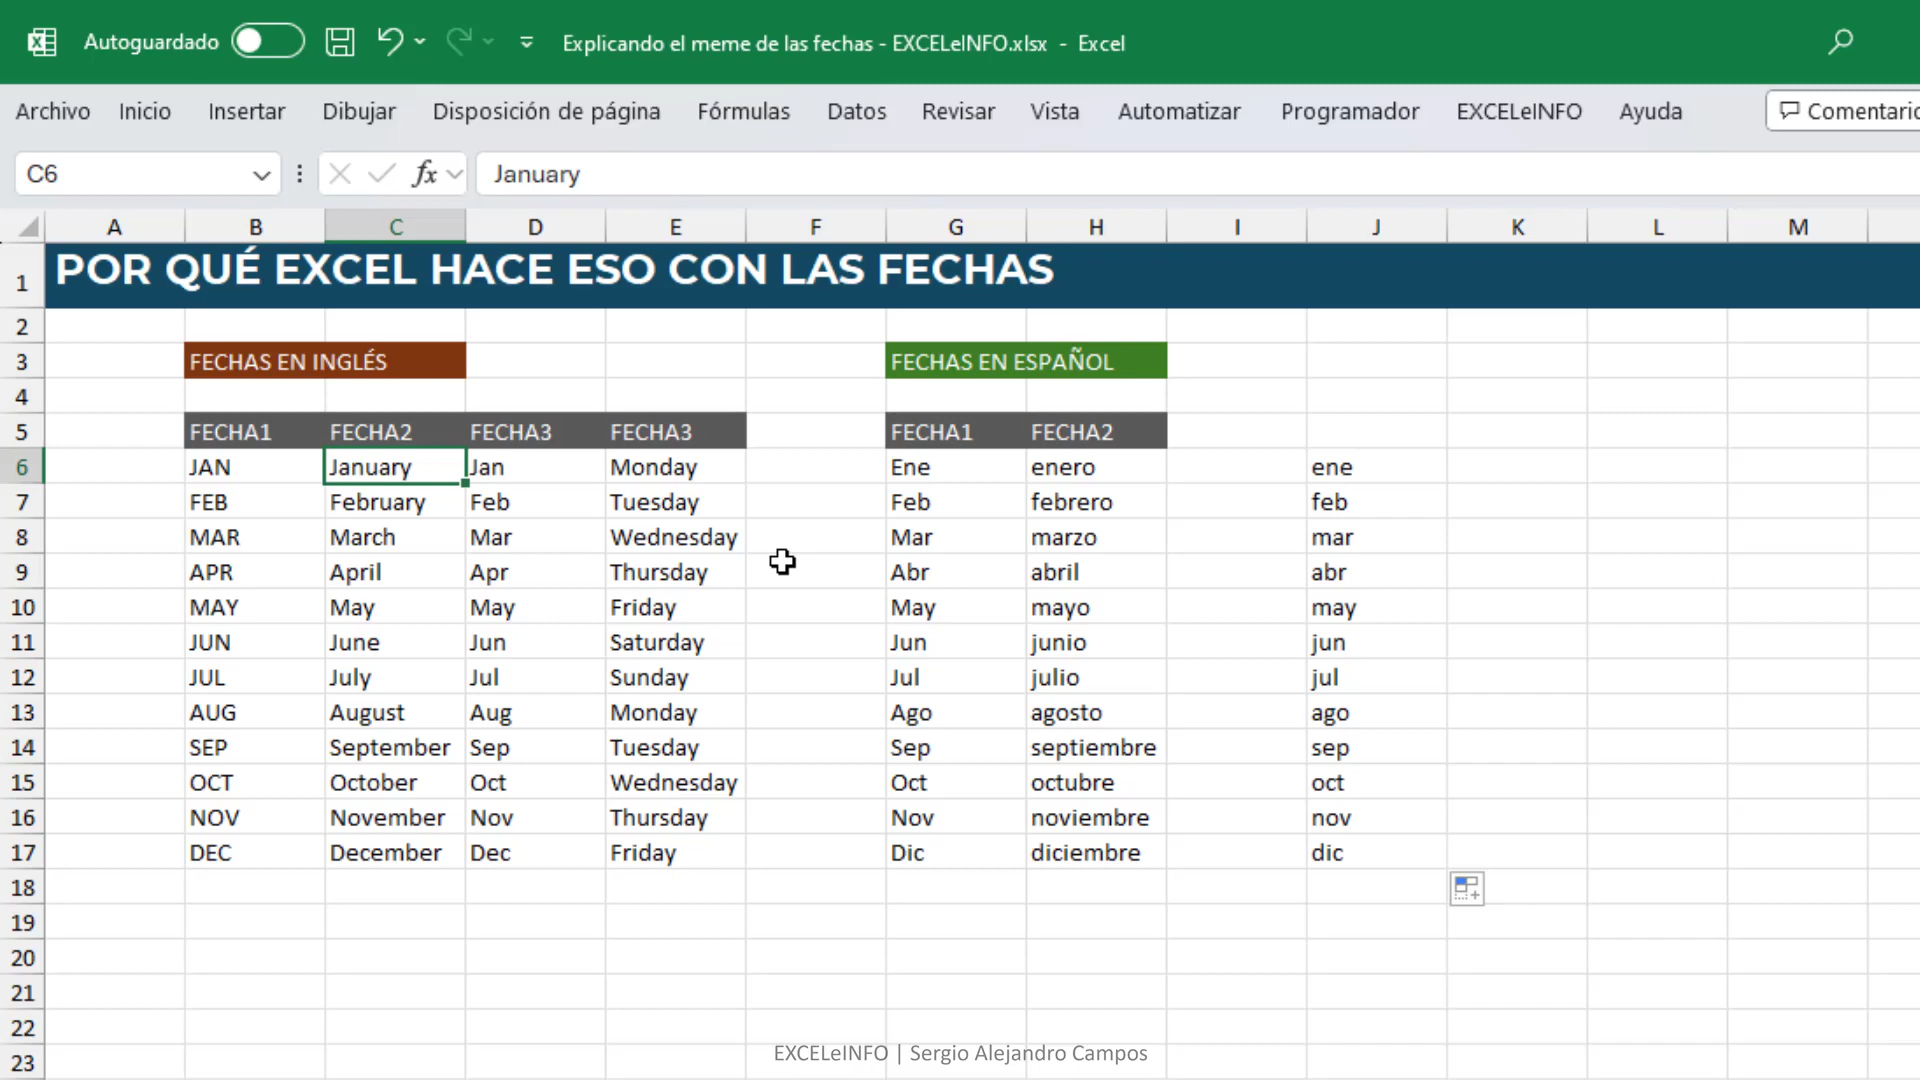 Autoguardado Explicando el meme de las fechas - EXCELeINFO.xlsx - Excel
Archivo Inicio Insertar Dibujar Disposición de página Fórmulas Datos Revisar Vista Automatizar Programador EXCELeINFO Ayuda Comentario
C6 fx January
A B C D E F G H I J K L M
1 POR QUÉ EXCEL HACE ESO CON LAS FECHAS
2
3 FECHAS EN INGLÉS FECHAS EN ESPAÑOL
4
5 FECHA1 FECHA2 FECHA3 FECHA3 FECHA1 FECHA2
6 JAN January Jan Monday Ene enero ene
7 FEB February Feb Tuesday Feb febrero feb
8 MAR March Mar Wednesday Mar marzo mar
9 APR April Apr Thursday Abr abril abr
10 MAY May May Friday May mayo may
11 JUN June Jun Saturday Jun junio jun
12 JUL July Jul Sunday Jul julio jul
13 AUG August Aug Monday Ago agosto ago
14 SEP September Sep Tuesday Sep septiembre sep
15 OCT October Oct Wednesday Oct octubre oct
16 NOV November Nov Thursday Nov noviembre nov
17 DEC December Dec Friday Dic diciembre dic
18
19
20
21
22
23
EXCELeINFO | Sergio Alejandro Campos